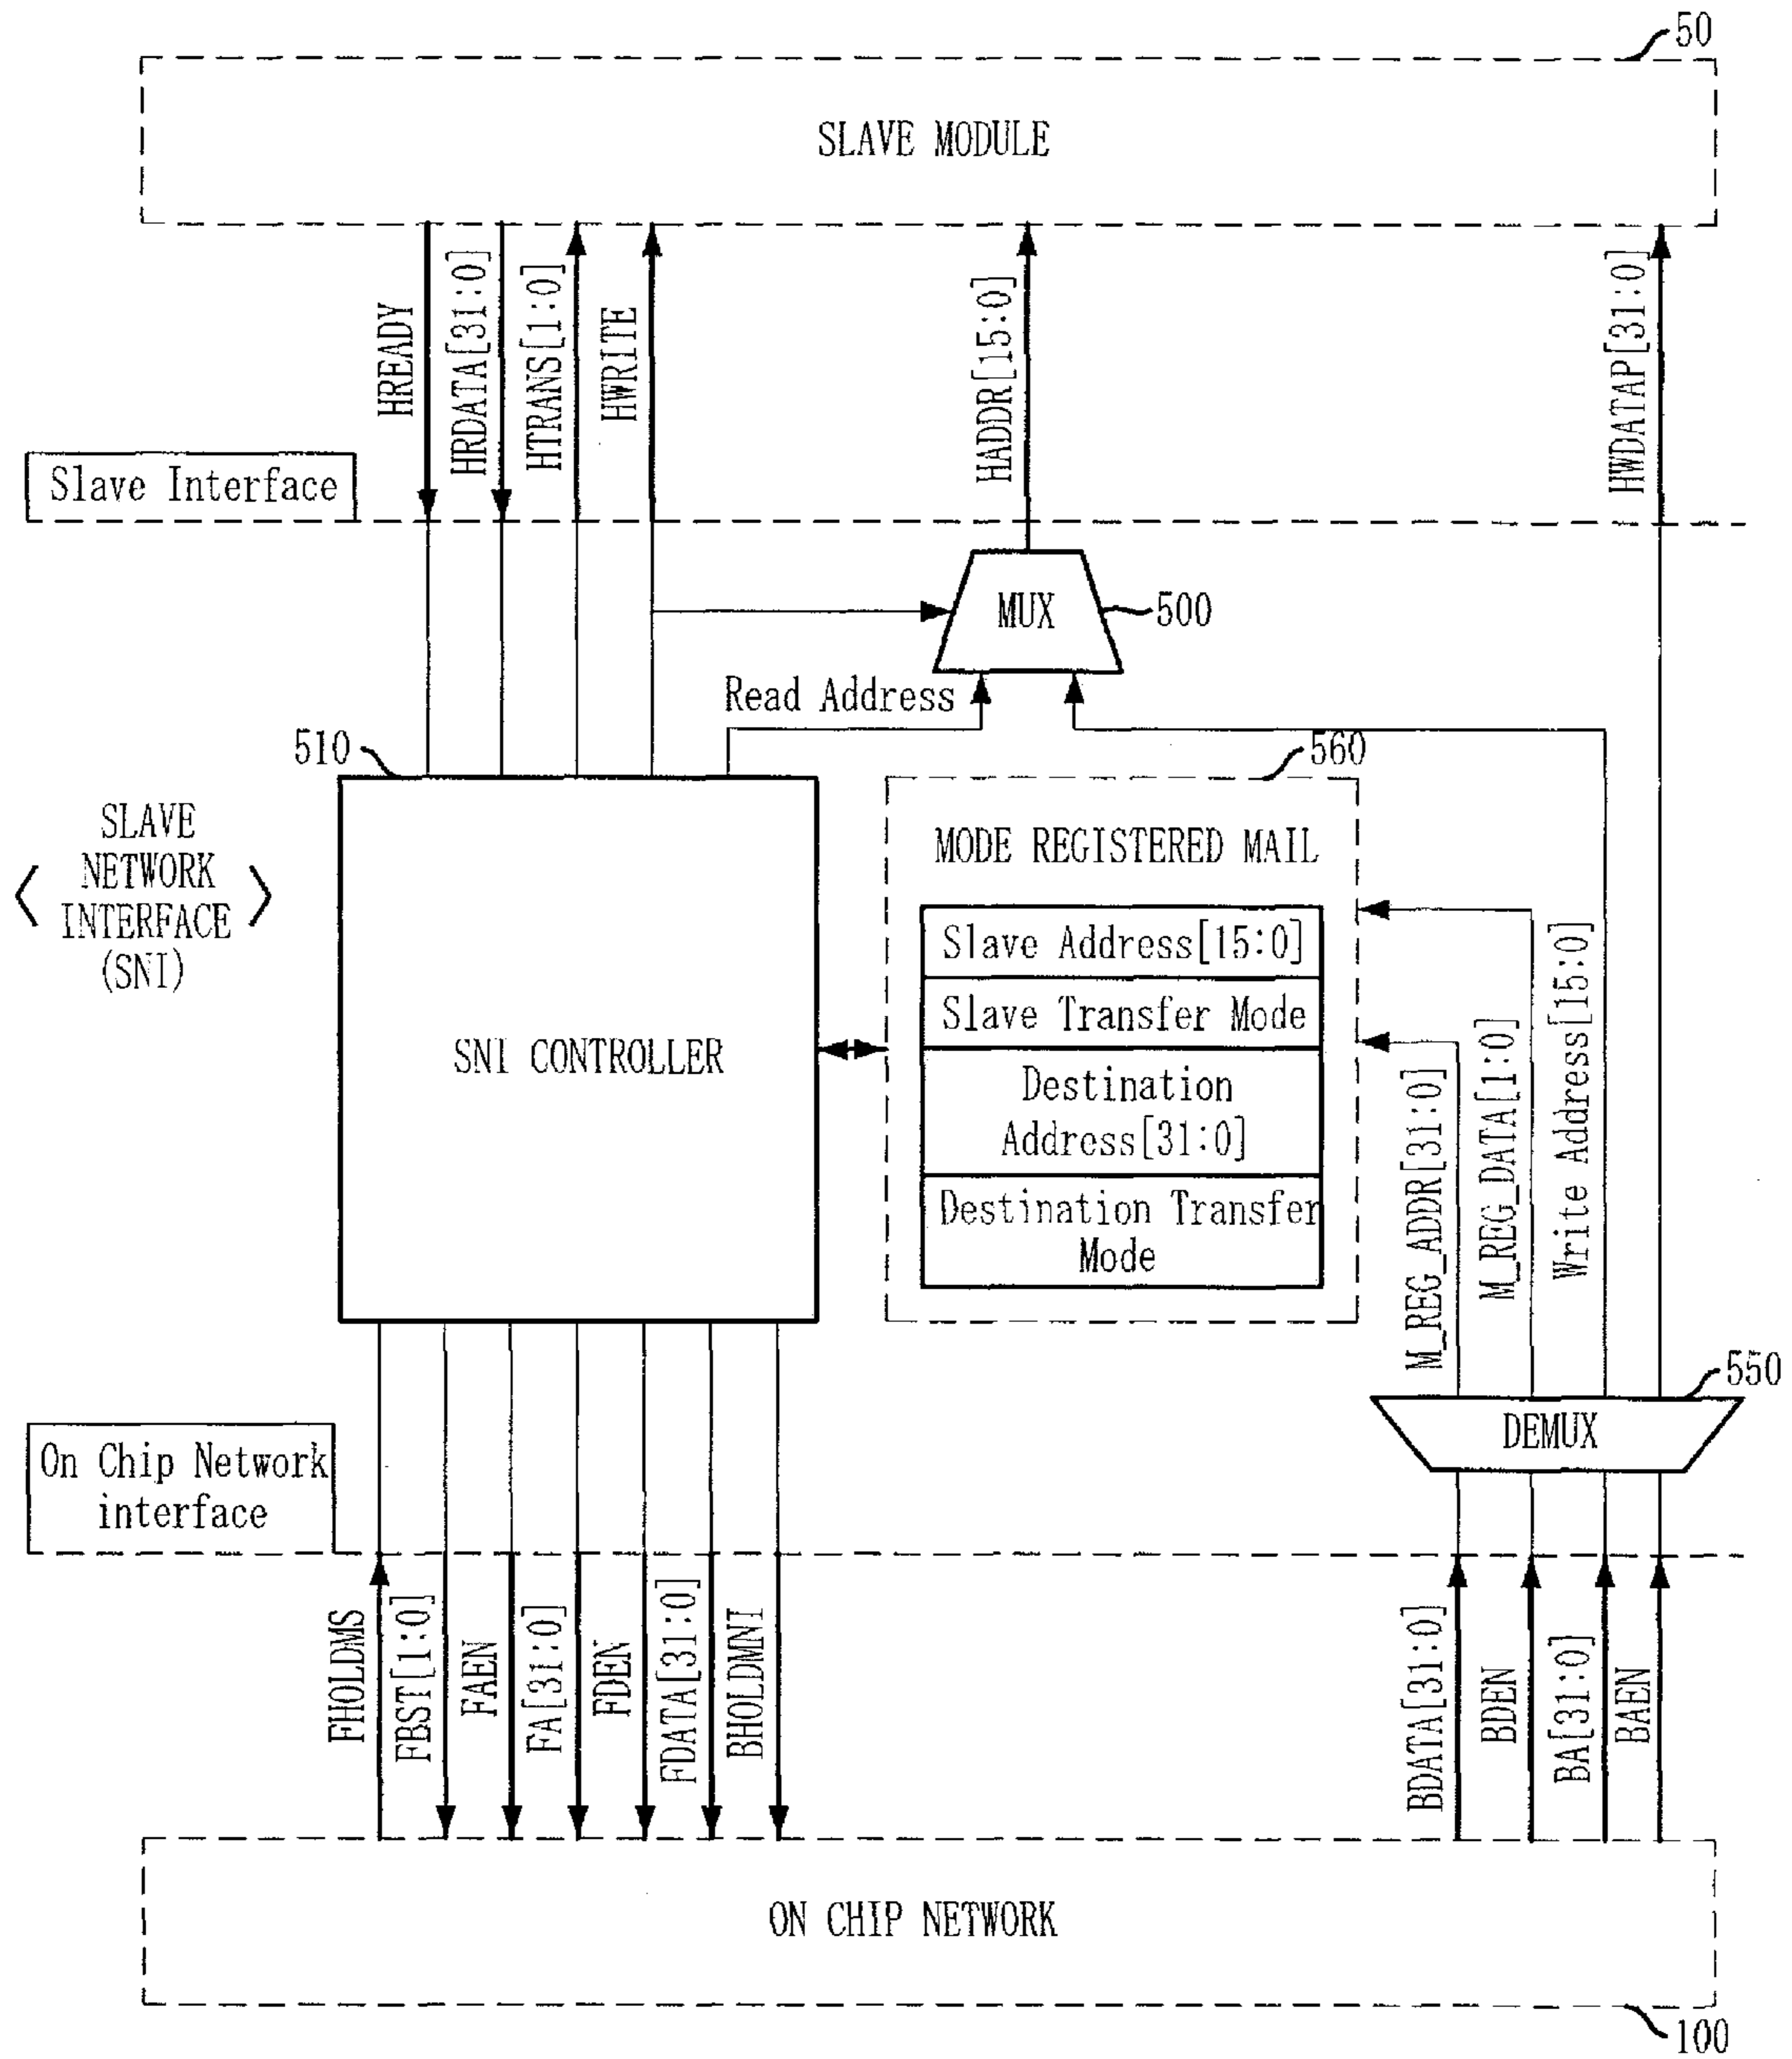 50
SLAVE MODULE
HREADY
HRDATA[31:0]
HTRANS[1:0]
HWRITE
HADDR[15:0]
HWDATAP[31:0]
Slave Interface
MUX
500
Read Address
510
560
SLAVE
NETWORK
INTERFACE
(SNI)
SNI CONTROLLER
MODE REGISTERED MAIL
Slave Address[15:0]
Slave Transfer Mode
Destination
Address[31:0]
Destination Transfer
Mode
M_REG_ADDR[31:0]
M_REG_DATA[1:0]
Write Address[15:0]
550
DEMUX
On Chip Network
interface
FHOLDMS
FBST[1:0]
FAEN
FA[31:0]
FDEN
FDATA[31:0]
BHOLDMNI
BDATA[31:0]
BDEN
BA[31:0]
BAEN
ON CHIP NETWORK
100